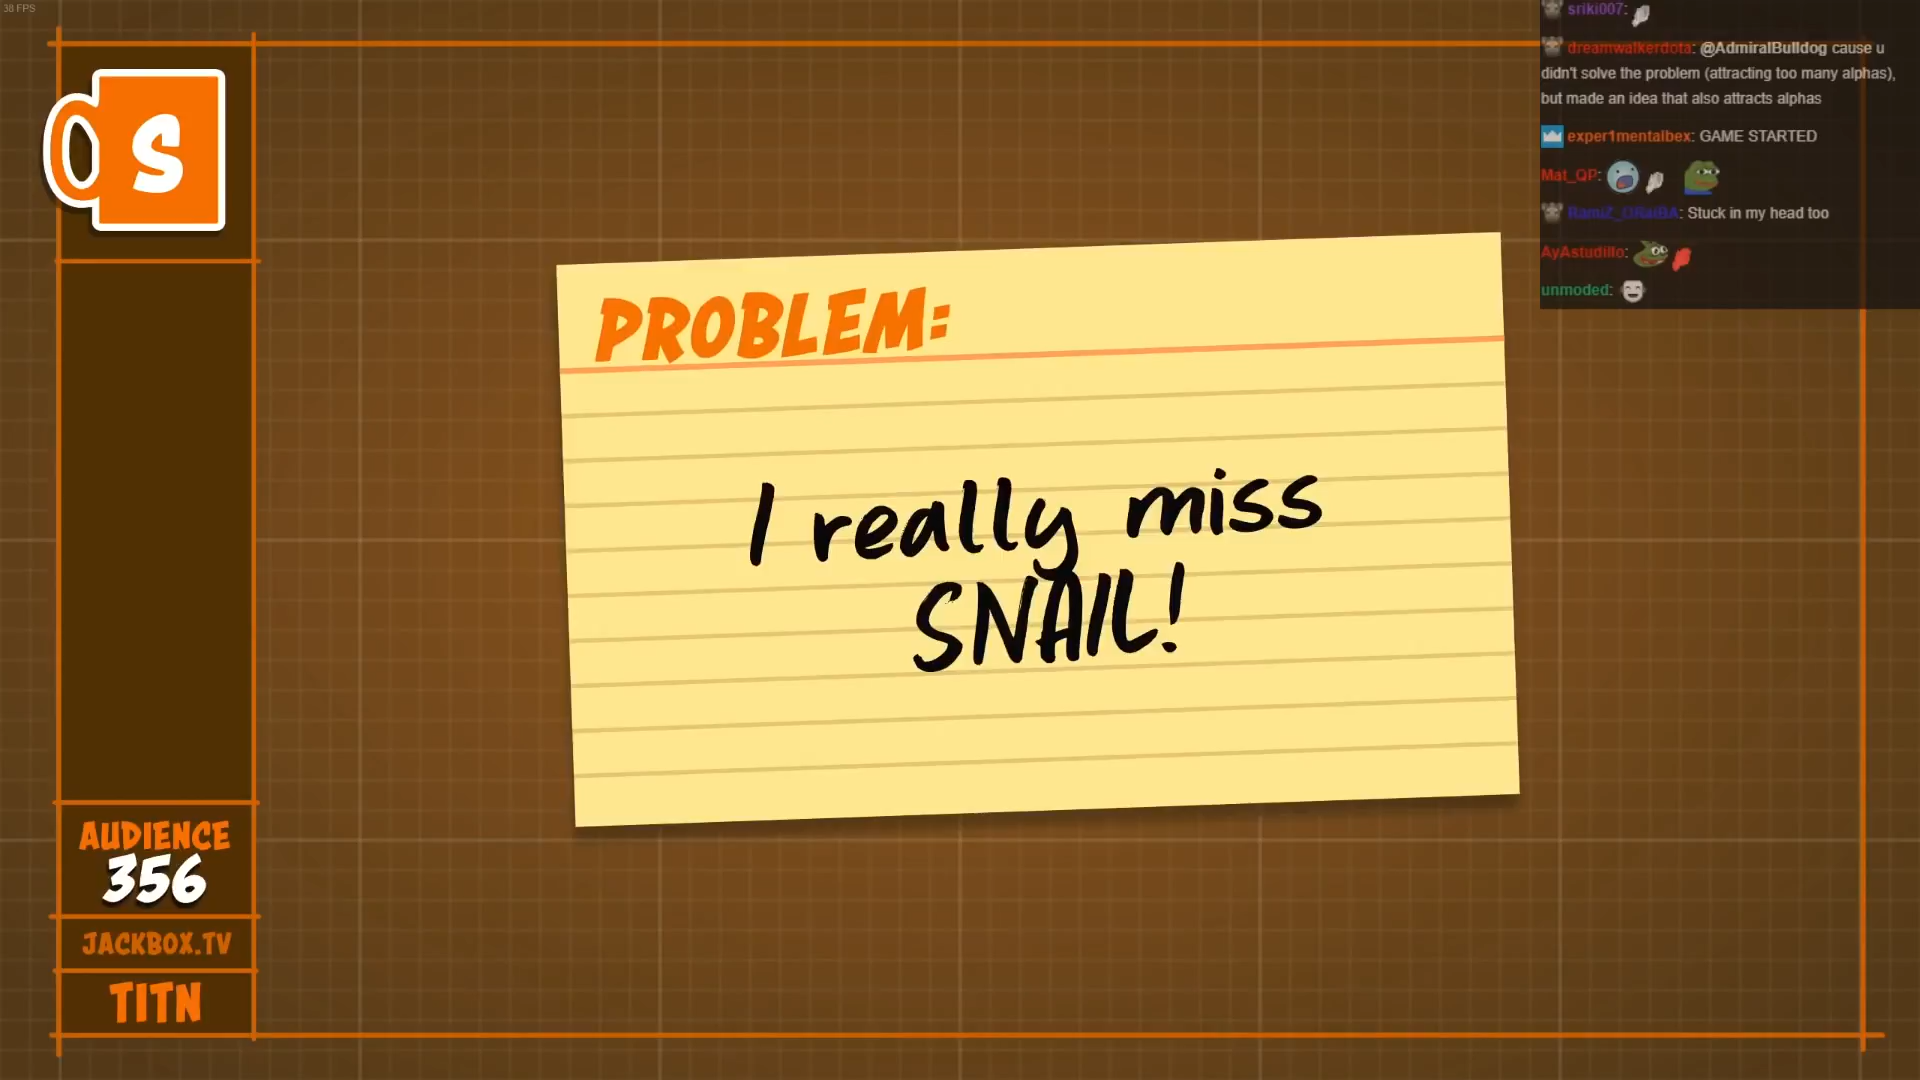 38 FPS
sriki007:
dreamwalkerdota: @AdmiralBulldog cause u
didn't solve the problem (attracting too many alphas),
but made an idea that also attracts alphas
exper1mentalbex: GAME STARTED
Mat_QP:
: Stuck in my head too
AyAstudillo:
unmoded:
S
PROBLEM:
I really miss
SNAIL!
AUDIENCE
356
JACKBOX.TV
TITN